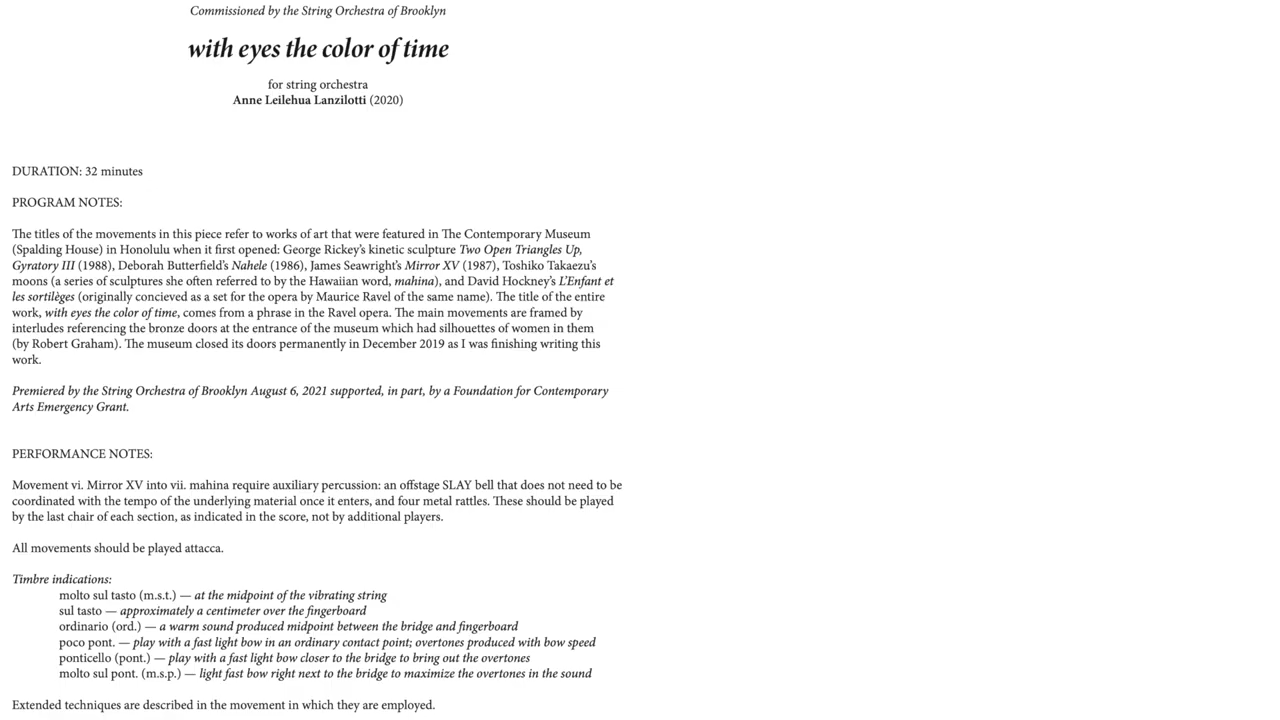 Commissioned by the String Orchestra of Brooklyn
with eyes the color of time
for string orchestra
Anne Leilehua Lanzilotti (2020)
DURATION: 32 minutes
PROGRAM NOTES:
The titles of the movements in this piece refer to works of art that were featured in The Contemporary Museum
(Spalding House) in Honolulu when it first opened: George Rickey's kinetic sculpture Two Open Triangles Up,
Gyratory III (1988), Deborah Butterfield's Nahele (1986), James Seawright's Mirror XV (1987), Toshiko Takaezu's
moons (a series of sculptures she often referred to by the Hawaiian word, mahina), and David Hockney's L'Enfant et
les sortilèges (originally concieved as a set for the opera by Maurice Ravel of the same name). The title of the entire
work, with eyes the color of time, comes from a phrase in the Ravel opera. The main movements are framed by
interludes referencing the bronze doors at the entrance of the museum which had silhouettes of women in them
(by Robert Graham). The museum closed its doors permanently in December 2019 as I was finishing writing this
work.
Premiered by the String Orchestra of Brooklyn August 6, 2021 supported, in part, by a Foundation for Contemporary
Arts Emergency Grant.
PERFORMANCE NOTES:
Movement vi. Mirror XV into vii. mahina require auxiliary percussion: an offstage SLAY bell that does not need to be
coordinated with the tempo of the underlying material once it enters, and four metal rattles. These should be played
by the last chair of each section, as indicated in the score, not by additional players.
All movements should be played attacca.
Timbre indications:
molto sul tasto (m.s.t.) — at the midpoint of the vibrating string
sul tasto — approximately a centimeter over the fingerboard
ordinario (ord.) — a warm sound produced midpoint between the bridge and fingerboard
poco pont. — play with a fast light bow in an ordinary contact point; overtones produced with bow speed
ponticello (pont.) — play with a fast light bow closer to the bridge to bring out the overtones
molto sul pont. (m.s.p.) — light fast bow right next to the bridge to maximize the overtones in the sound
Extended techniques are described in the movement in which they are employed.